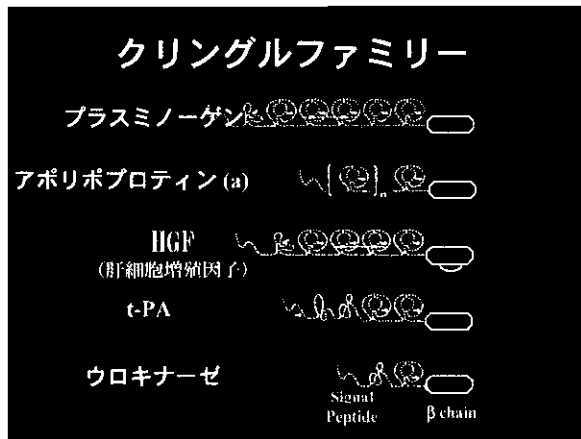 クリングルファミリー
プラスミノーゲン
アポリポプロティン (a)
n
HGF
(肝細胞増殖因子)
t-PA
ウロキナーゼ
Signal
Peptide
β chain